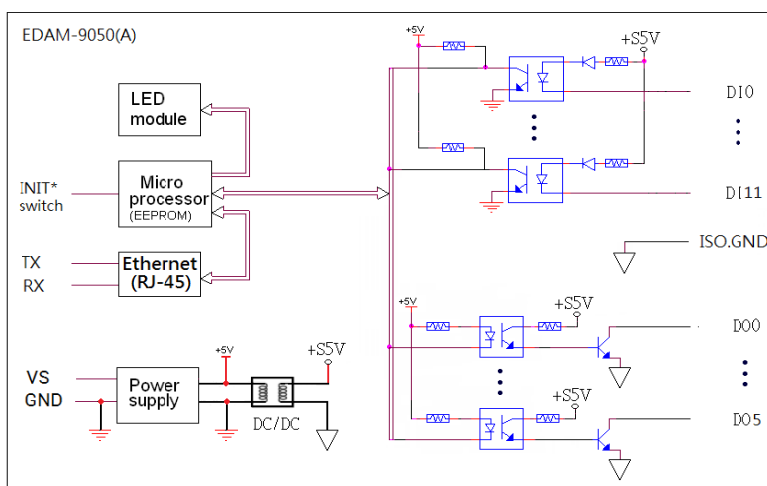 EDAM-9050(A)
+5V
+S5V
LED
module
DI0
INIT*
switch
Micro
processor
(EEPROM)
DI11
TX
RX
Ethernet
(RJ-45)
ISO.GND
+5V
+S5V
DO0
VS
GND
Power
supply
+5V
+S5V
DC/DC
+S5V
DO5